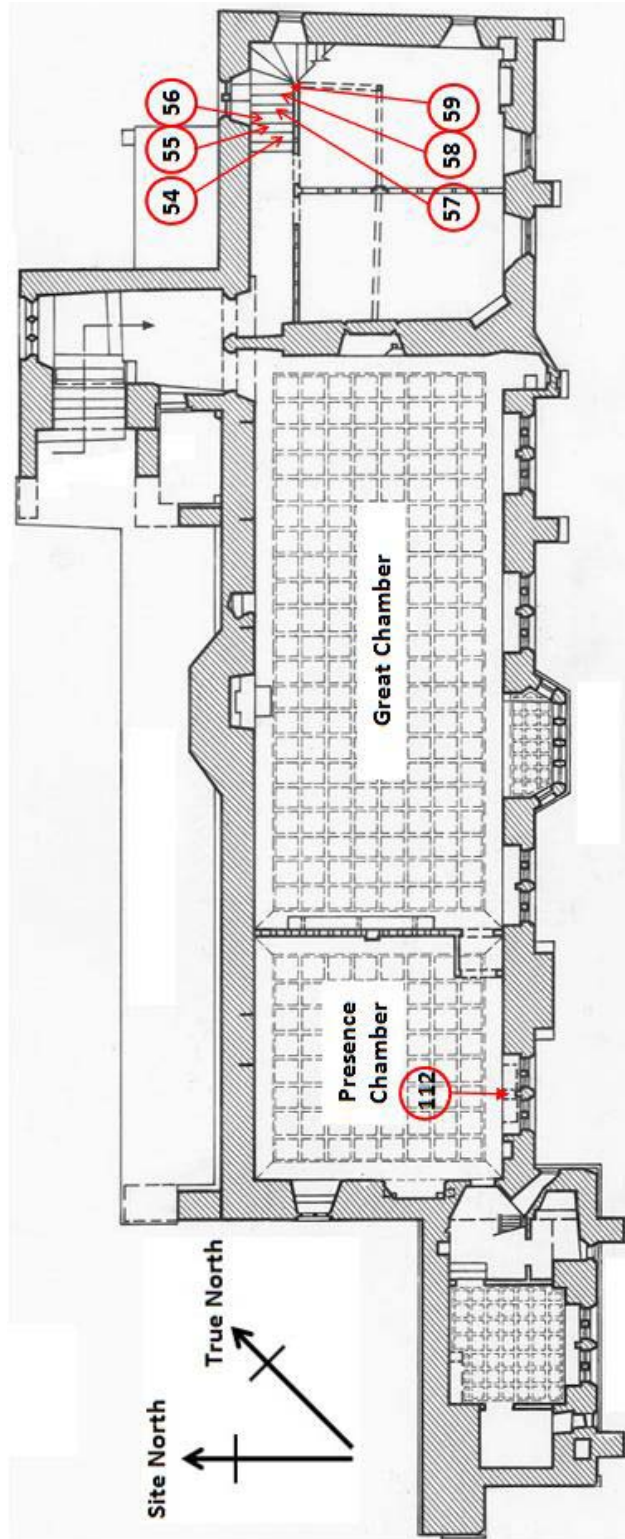 Site North
True North
Presence
Chamber
112
Great Chamber
54
55
56
57
58
59